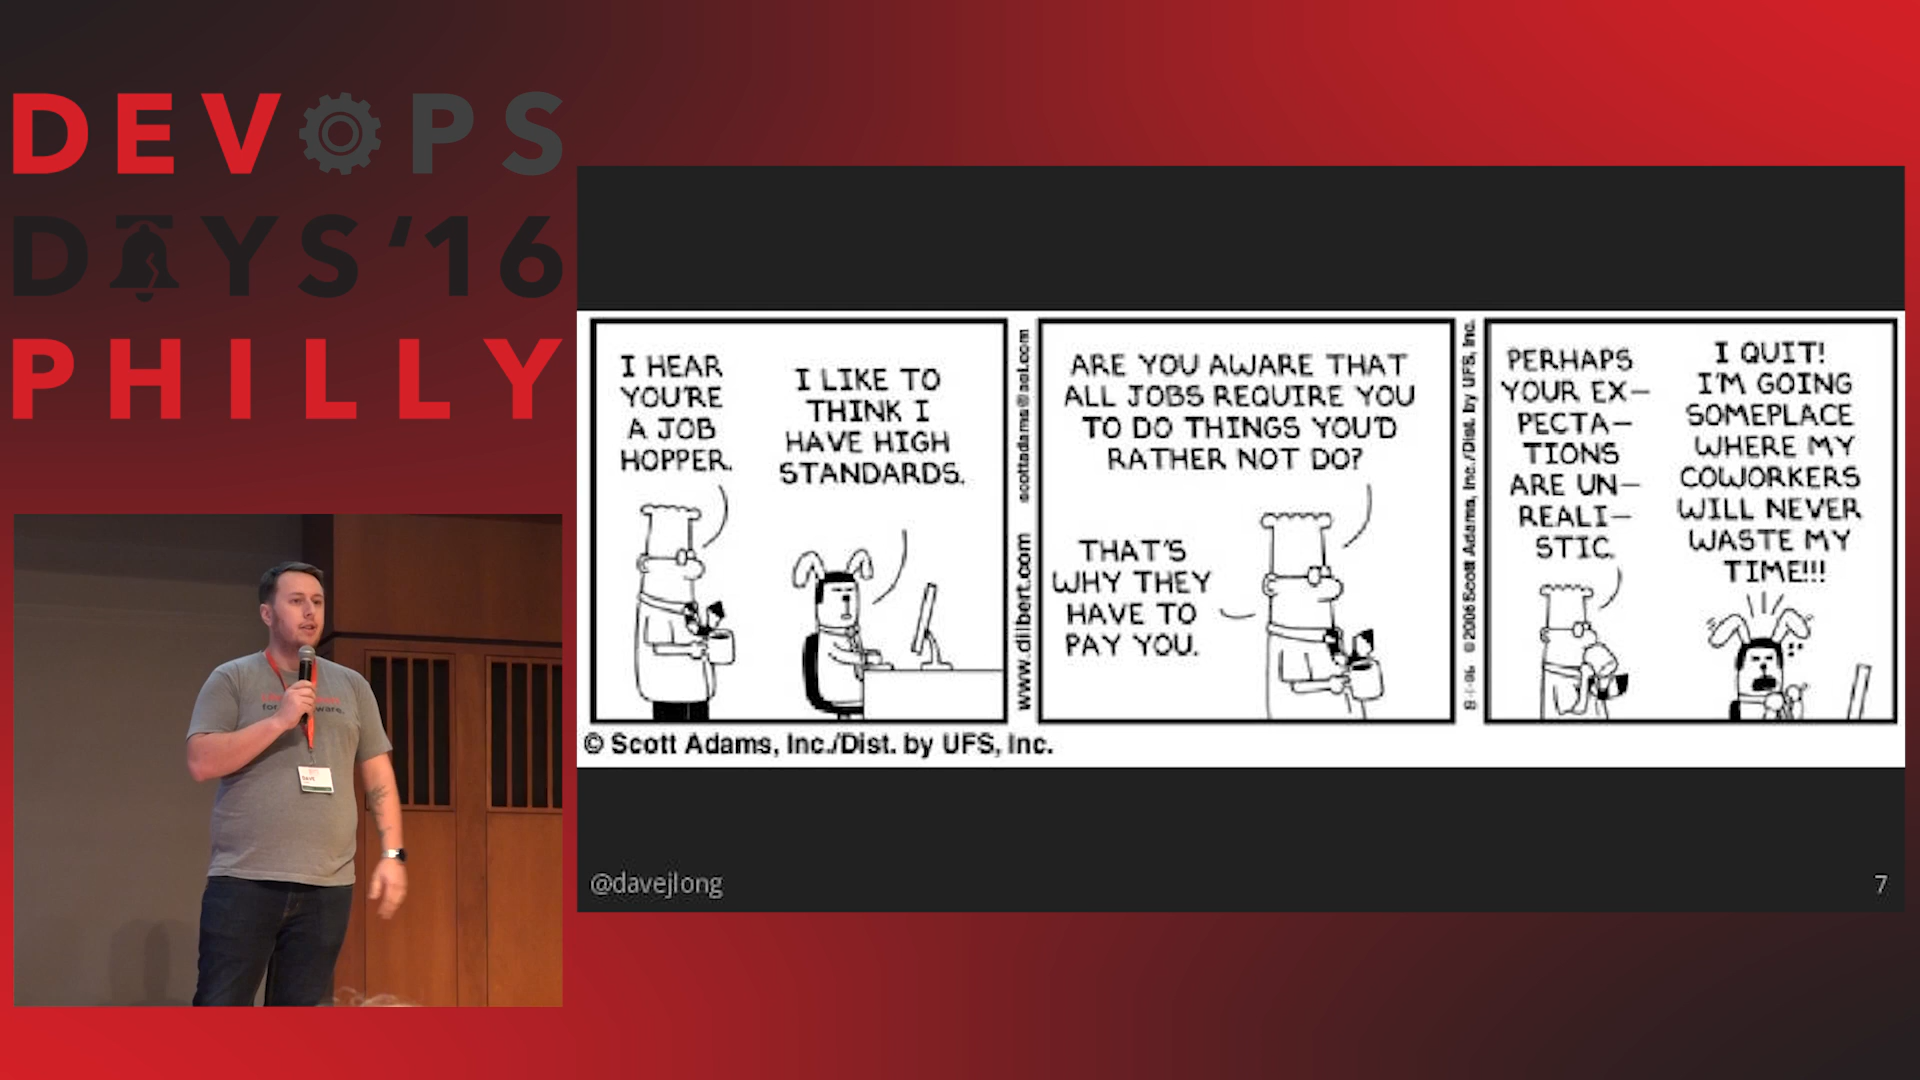 DEVOPS
DAYS '16
PHILLY
I HEAR
YOU'RE
A JOB
HOPPER.
I LIKE TO
THINK I
HAVE HIGH
STANDARDS.
www.dilbert.com scottadams@aol.com
ARE YOU AWARE THAT
ALL JOBS REQUIRE YOU
TO DO THINGS YOU'D
RATHER NOT DO?
THAT'S
WHY THEY
HAVE TO
PAY YOU.
© 2006 Scott Adams, Inc./Dist. by UFS, Inc.
PERHAPS
YOUR EX-
PECTA-
TIONS
ARE UN-
REALI-
STIC.
I QUIT!
I'M GOING
SOMEPLACE
WHERE MY
COWORKERS
WILL NEVER
WASTE MY
TIME!!!
© Scott Adams, Inc./Dist. by UFS, Inc.
@davejlong
7
DAVE